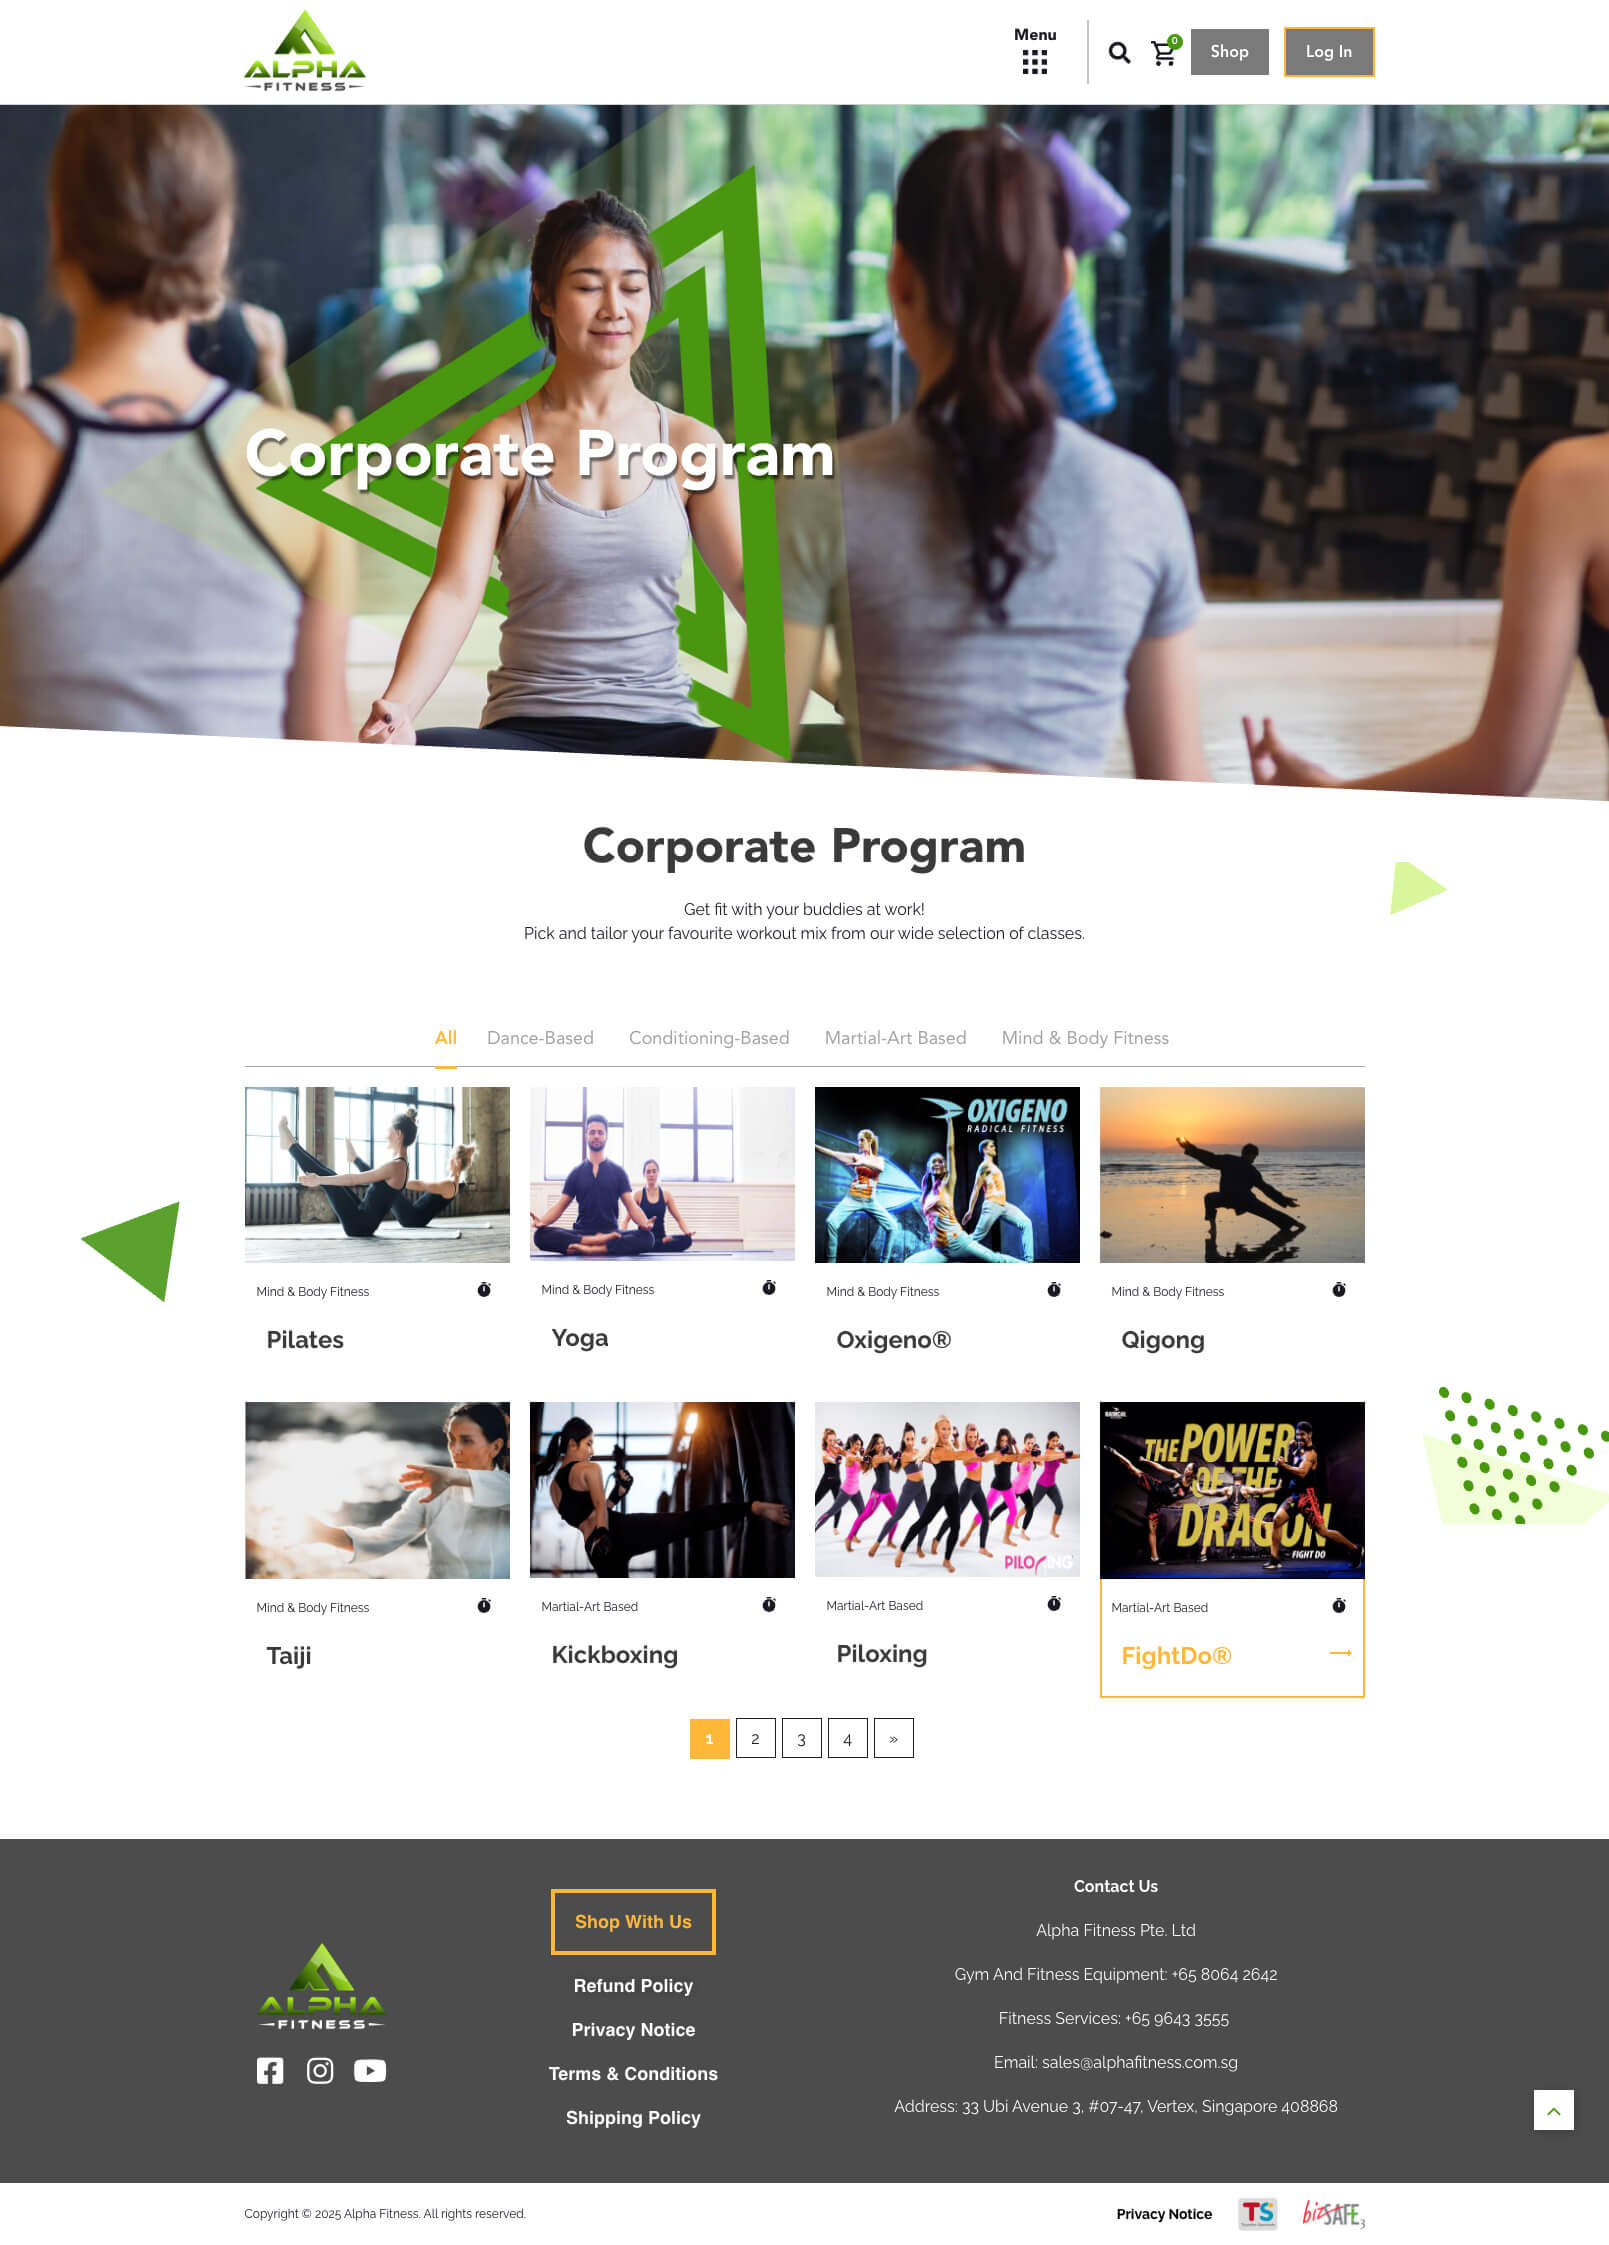 ALPHA
FITNESS
Menu
0
Shop
Log In
Corporate Program
Corporate Program
Get fit with your buddies at work!
Pick and tailor your favourite workout mix from our wide selection of classes.
All
Dance-Based
Conditioning-Based
Martial-Art Based
Mind & Body Fitness
OXIGENO
RADICAL FITNESS
Mind & Body Fitness
Pilates
Mind & Body Fitness
Yoga
Mind & Body Fitness
Oxigeno®
Mind & Body Fitness
Qigong
PILOXING
RADICAL
THE POWER
OF THE
DRAGON
FIGHT DO
Mind & Body Fitness
Taiji
Martial-Art Based
Kickboxing
Martial-Art Based
Piloxing
Martial-Art Based
FightDo®
1
2
3
4
»
ALPHA
FITNESS
Shop With Us
Refund Policy
Privacy Notice
Terms & Conditions
Shipping Policy
Contact Us
Alpha Fitness Pte. Ltd
Gym And Fitness Equipment: +65 8064 2642
Fitness Services: +65 9643 3555
Email: sales@alphafitness.com.sg
Address: 33 Ubi Avenue 3, #07-47, Vertex, Singapore 408868
Copyright © 2025 Alpha Fitness. All rights reserved.
Privacy Notice
TS
bizSAFE3